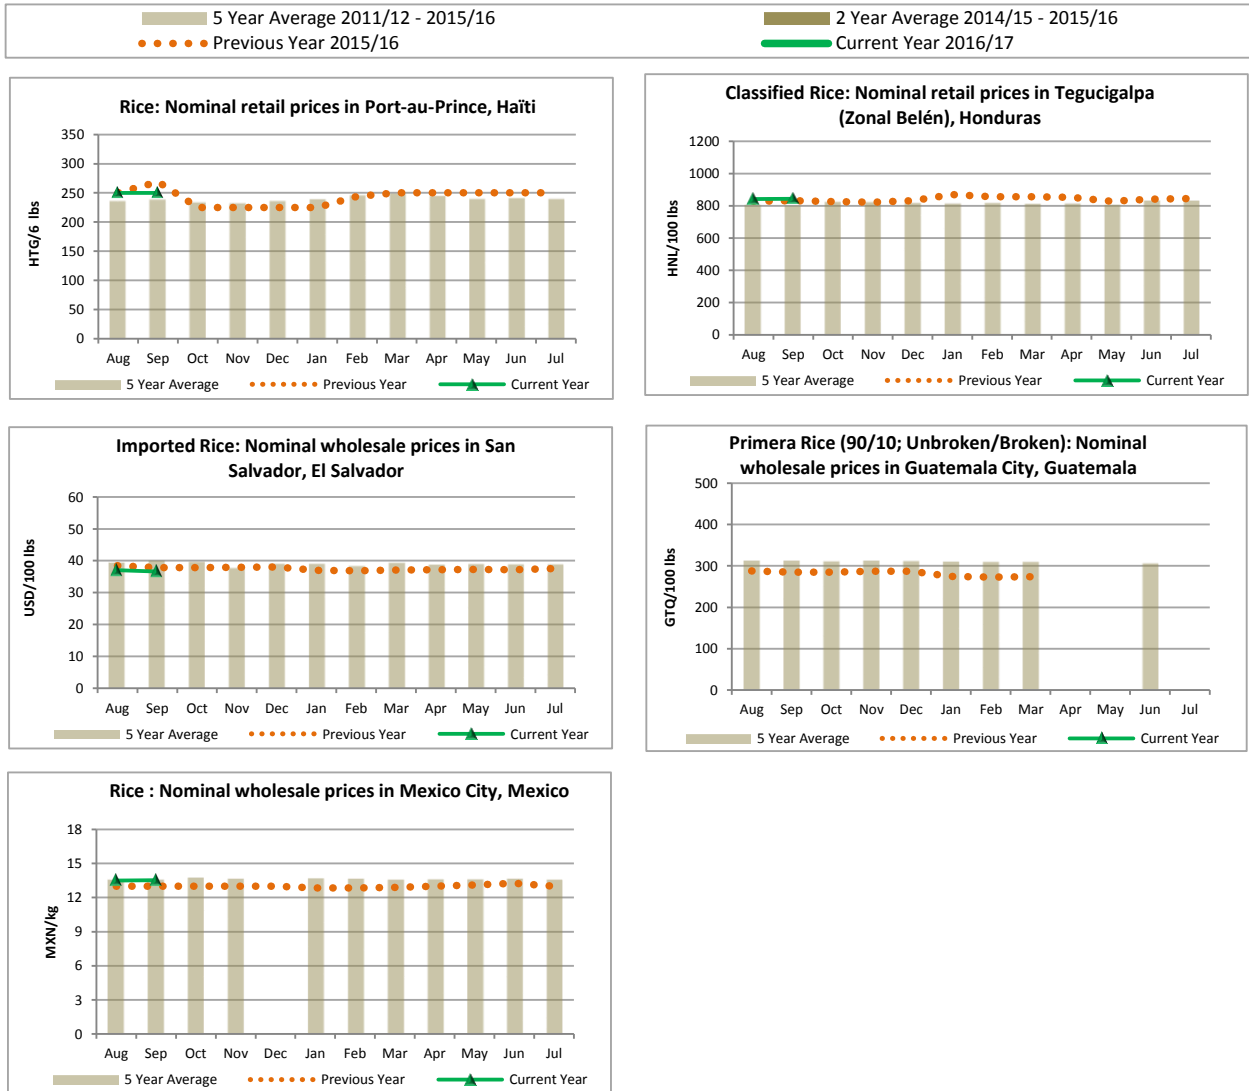 5 Year Average 2011/12 - 2015/16
2 Year Average 2014/15 - 2015/16
Previous Year 2015/16
Current Year 2016/17
Rice: Nominal retail prices in Port-au-Prince, Haïti
HTG/6 lbs
350
300
250
200
150
100
50
0
Aug Sep Oct Nov Dec Jan Feb Mar Apr May Jun Jul
5 Year Average Previous Year Current Year
Classified Rice: Nominal retail prices in Tegucigalpa
(Zonal Belén), Honduras
HNL/100 lbs
1200
1000
800
600
400
200
0
Aug Sep Oct Nov Dec Jan Feb Mar Apr May Jun Jul
5 Year Average Previous Year Current Year
Imported Rice: Nominal wholesale prices in San
Salvador, El Salvador
USD/100 lbs
60
50
40
30
20
10
0
Aug Sep Oct Nov Dec Jan Feb Mar Apr May Jun Jul
5 Year Average Previous Year Current Year
Primera Rice (90/10; Unbroken/Broken): Nominal
wholesale prices in Guatemala City, Guatemala
GTQ/100 lbs
500
400
300
200
100
0
Aug Sep Oct Nov Dec Jan Feb Mar Apr May Jun Jul
5 Year Average Previous Year Current Year
Rice : Nominal wholesale prices in Mexico City, Mexico
MXN/kg
18
15
12
9
6
3
0
Aug Sep Oct Nov Dec Jan Feb Mar Apr May Jun Jul
5 Year Average Previous Year Current Year